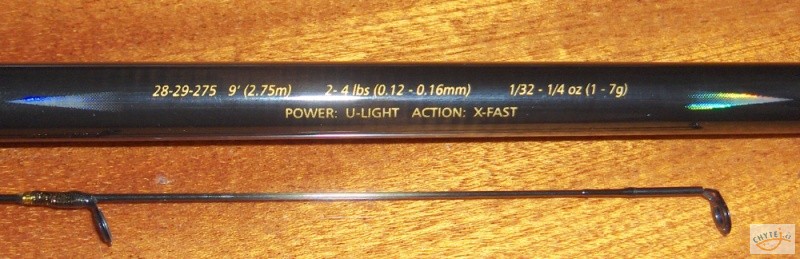 28-29-275 9' (2.75m) 2- 4 lbs (0.12 - 0.16mm) 1/32 - 1/4 oz (1 - 7g)
POWER: U-LIGHT ACTION: X-FAST